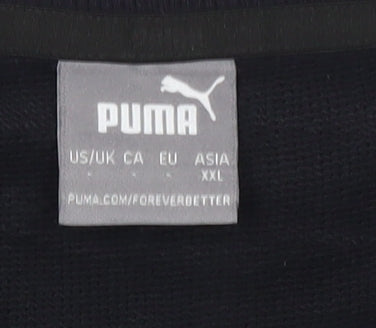 PUMA
US/UK CA EU ASIA
- - - XXL
PUMA.COM/FOREVERBETTER